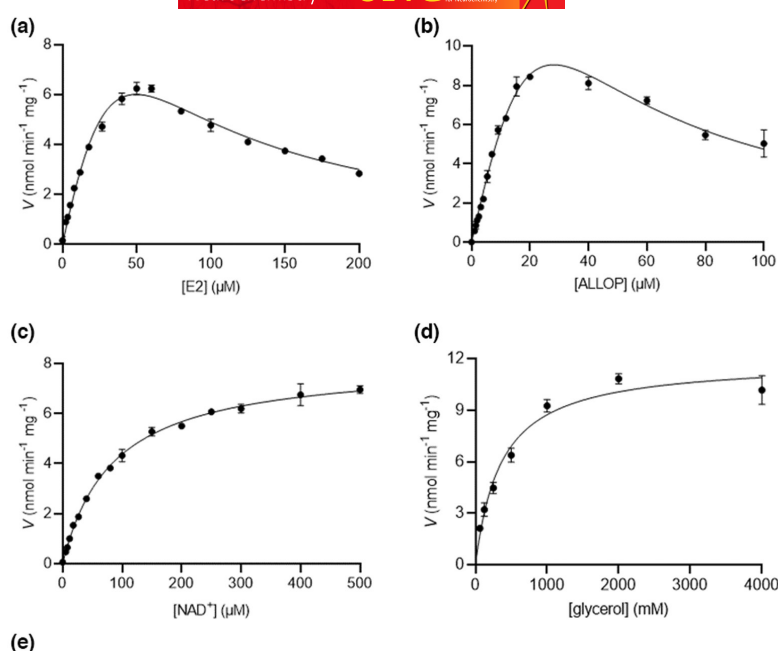 (a)
8
6
4
2
0
V (nmol min⁻¹ mg⁻¹)
0 50 100 150 200
[E2] (µM)
(b)
10
8
6
4
2
0
V (nmol min⁻¹ mg⁻¹)
0 20 40 60 80 100
[ALLOP] (µM)
(c)
8
6
4
2
0
V (nmol min⁻¹ mg⁻¹)
0 100 200 300 400 500
[NAD⁺] (µM)
(d)
12
9
6
3
0
V (nmol min⁻¹ mg⁻¹)
0 1000 2000 3000 4000
[glycerol] (mM)
(e)